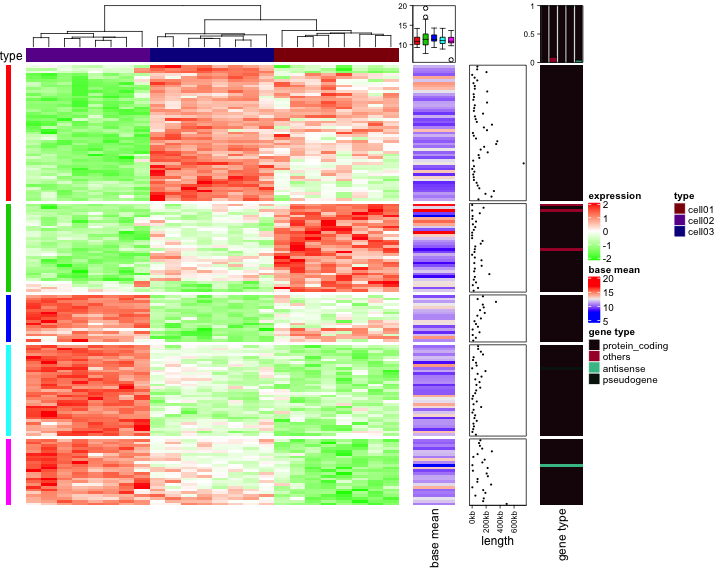 20
15
10
1
0.5
0
type
expression
2
1
0
-1
-2
base mean
20
15
10
5
gene type
protein_coding
others
antisense
pseudogene
type
cell01
cell02
cell03
0kb
200kb
400kb
600kb
base mean
length
gene type